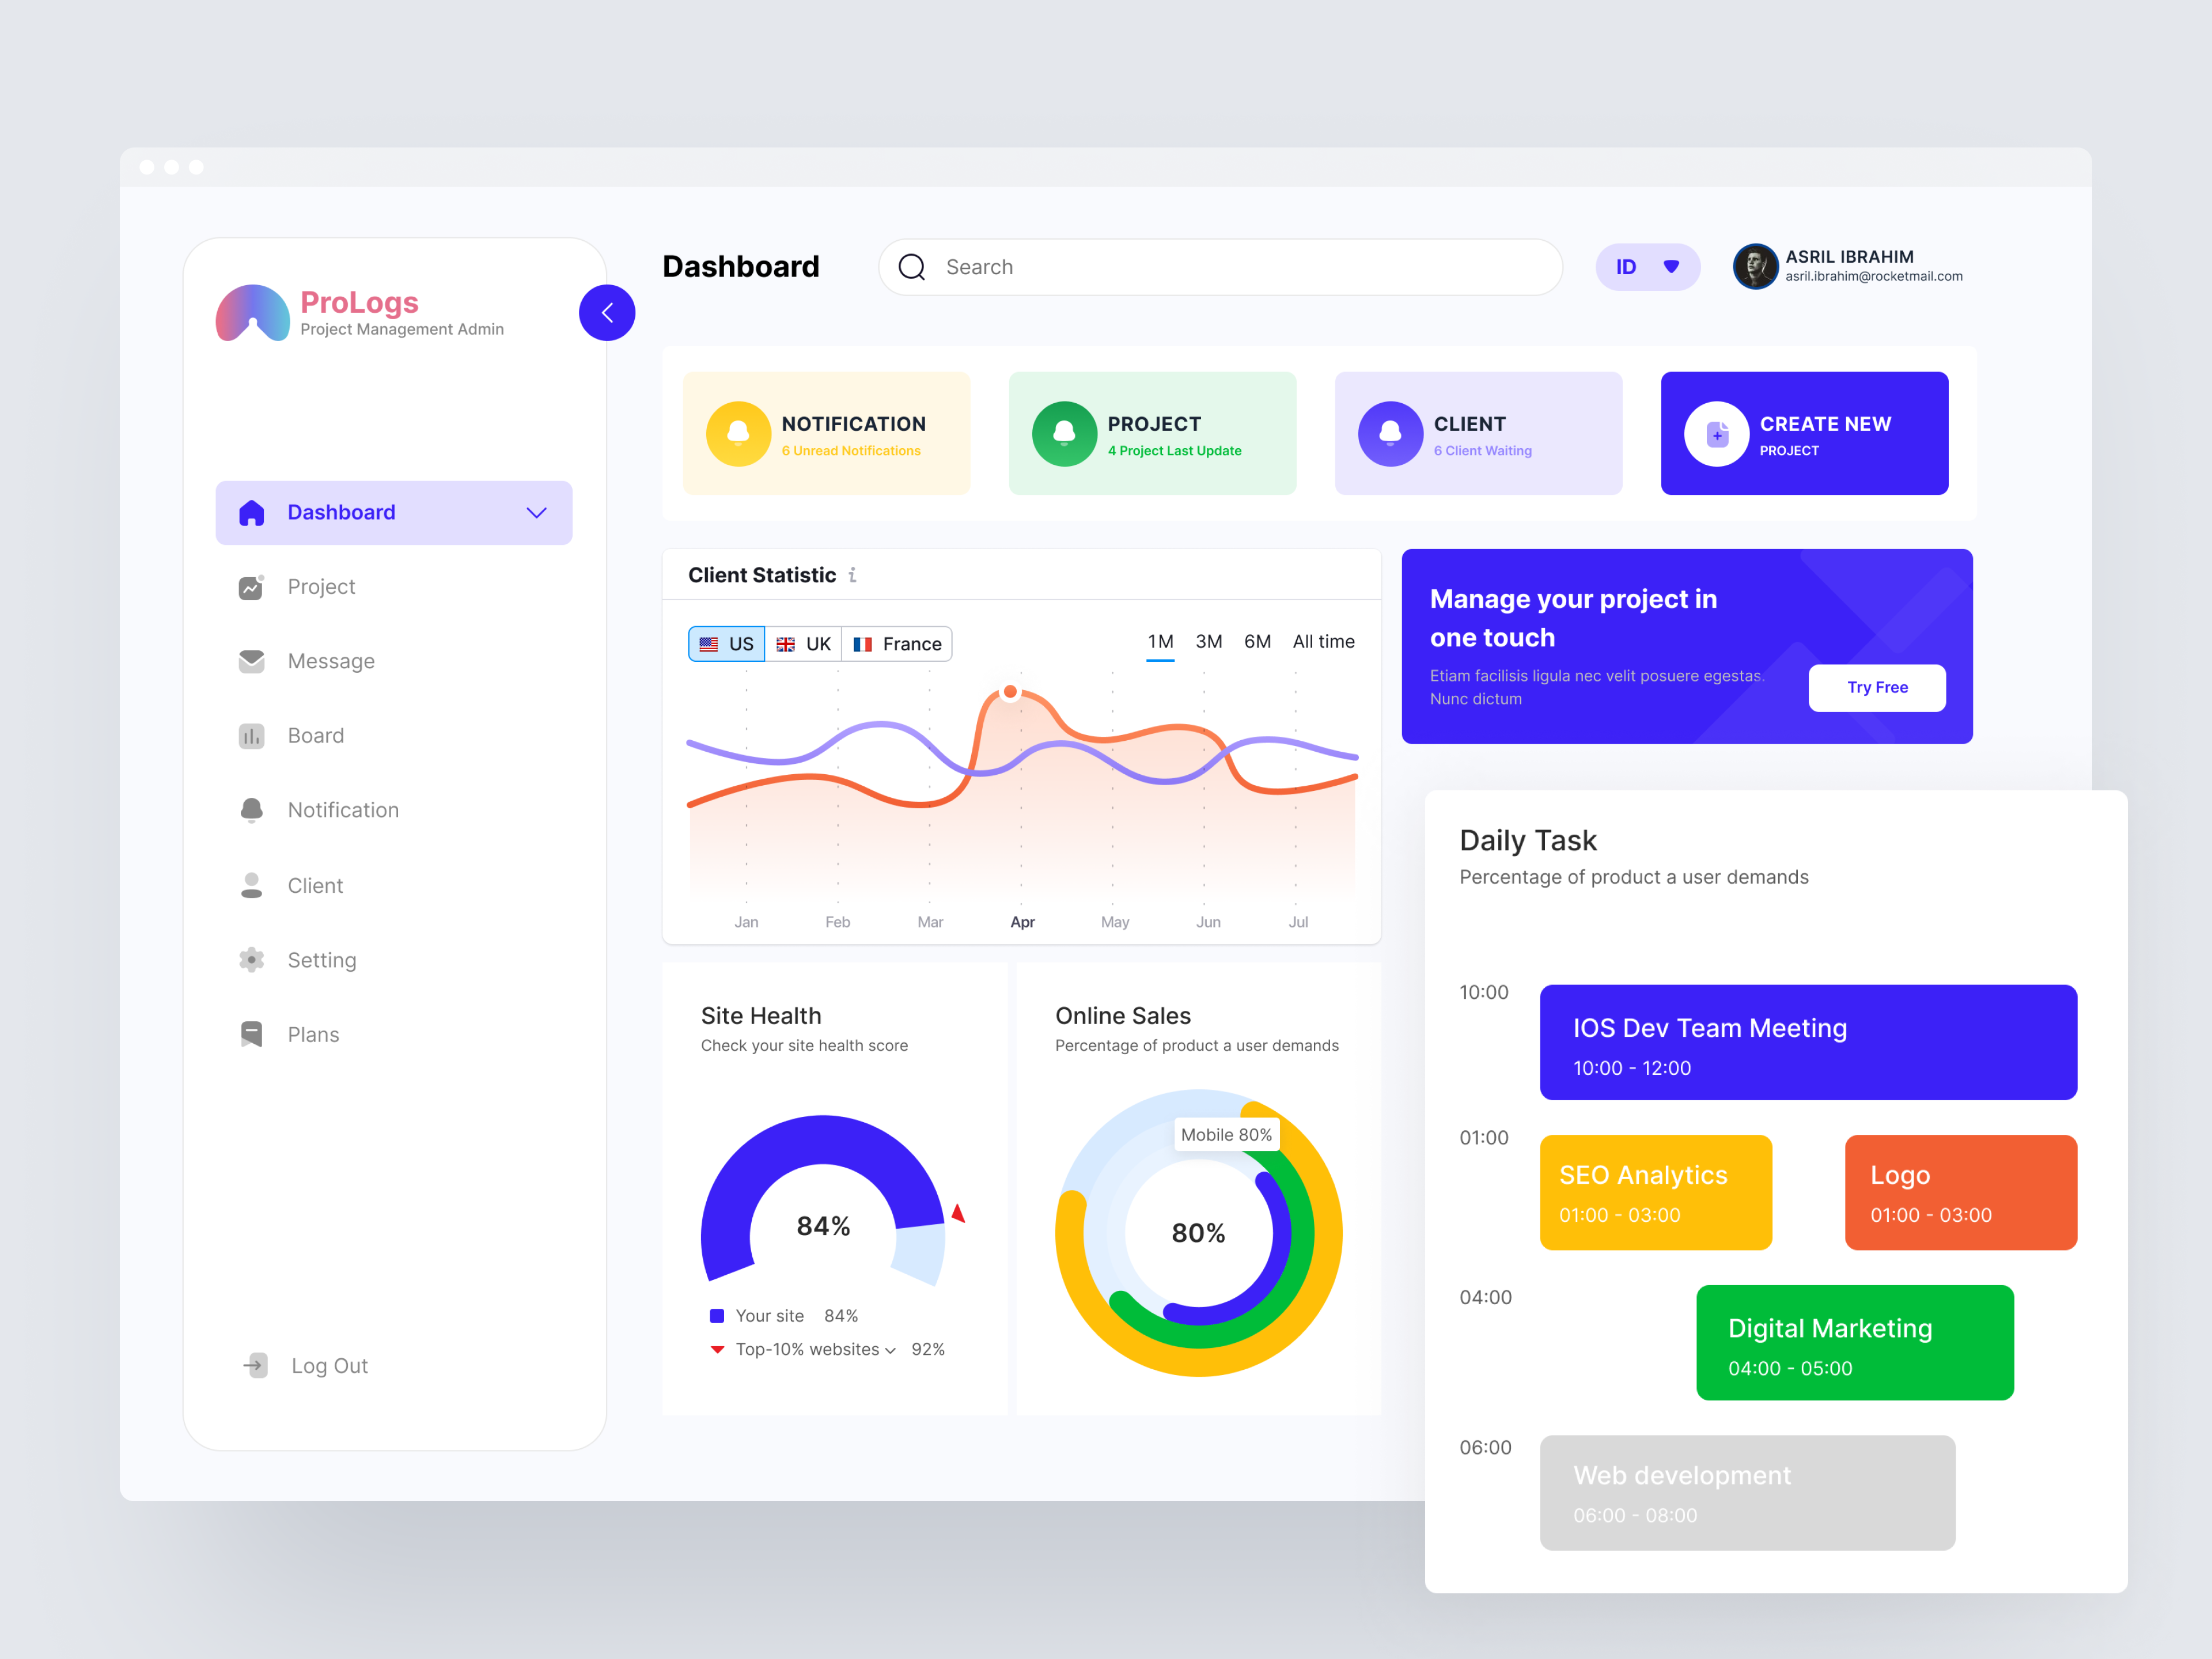 ProLogs
Project Management Admin
Dashboard
Project
Message
Board
Notification
Client
Setting
Plans
Log Out
Dashboard
Search
ID
ASRIL IBRAHIM
asril.ibrahim@rocketmail.com
NOTIFICATION
6 Unread Notifications
PROJECT
4 Project Last Update
CLIENT
6 Client Waiting
CREATE NEW
PROJECT
Client Statistic i
US UK France
1M 3M 6M All time
Jan Feb Mar Apr May Jun Jul
Manage your project in
one touch
Etiam facilisis ligula nec velit posuere egestas.
Nunc dictum
Try Free
Site Health
Check your site health score
84%
Your site 84%
Top-10% websites 92%
Online Sales
Percentage of product a user demands
Mobile 80%
80%
Daily Task
Percentage of product a user demands
10:00
IOS Dev Team Meeting
10:00 - 12:00
01:00
SEO Analytics
01:00 - 03:00
Logo
01:00 - 03:00
04:00
Digital Marketing
04:00 - 05:00
06:00
Web development
06:00 - 08:00